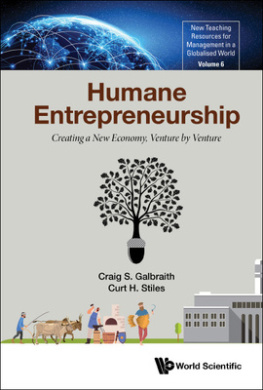 New Teaching
Resources for
Management in a
Globalised World
Volume 6
Humane
Entrepreneurship
Creating a New Economy, Venture by Venture
Craig S. Galbraith
Curt H. Stiles
World Scientific